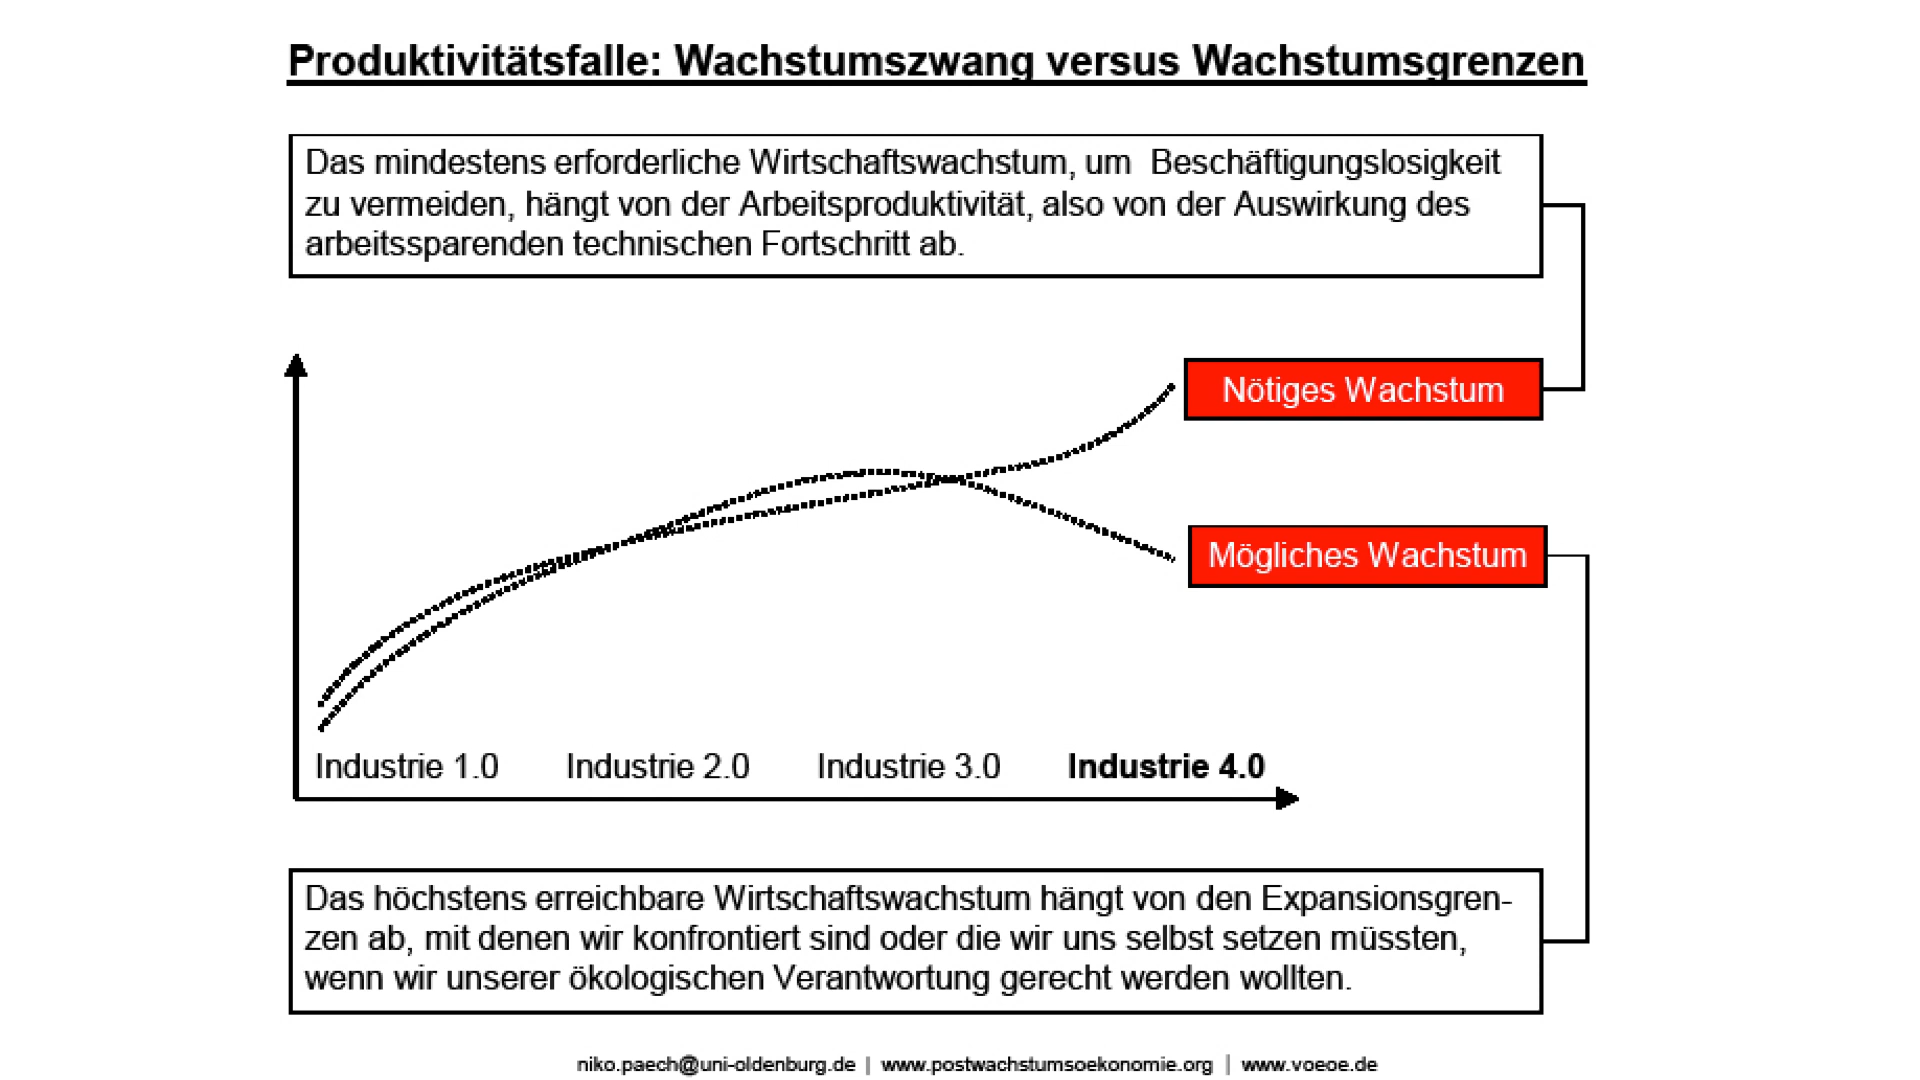 Produktivitätsfalle: Wachstumszwang versus Wachstumsgrenzen
Das mindestens erforderliche Wirtschaftswachstum, um Beschäftigungslosigkeit
zu vermeiden, hängt von der Arbeitsproduktivität, also von der Auswirkung des
arbeitssparenden technischen Fortschritt ab.
Nötiges Wachstum
Mögliches Wachstum
Industrie 1.0 Industrie 2.0 Industrie 3.0 Industrie 4.0
Das höchstens erreichbare Wirtschaftswachstum hängt von den Expansionsgren-
zen ab, mit denen wir konfrontiert sind oder die wir uns selbst setzen müssten,
wenn wir unserer ökologischen Verantwortung gerecht werden wollten.
niko.paech@uni-oldenburg.de | www.postwachstumsoekonomie.org | www.voeoe.de